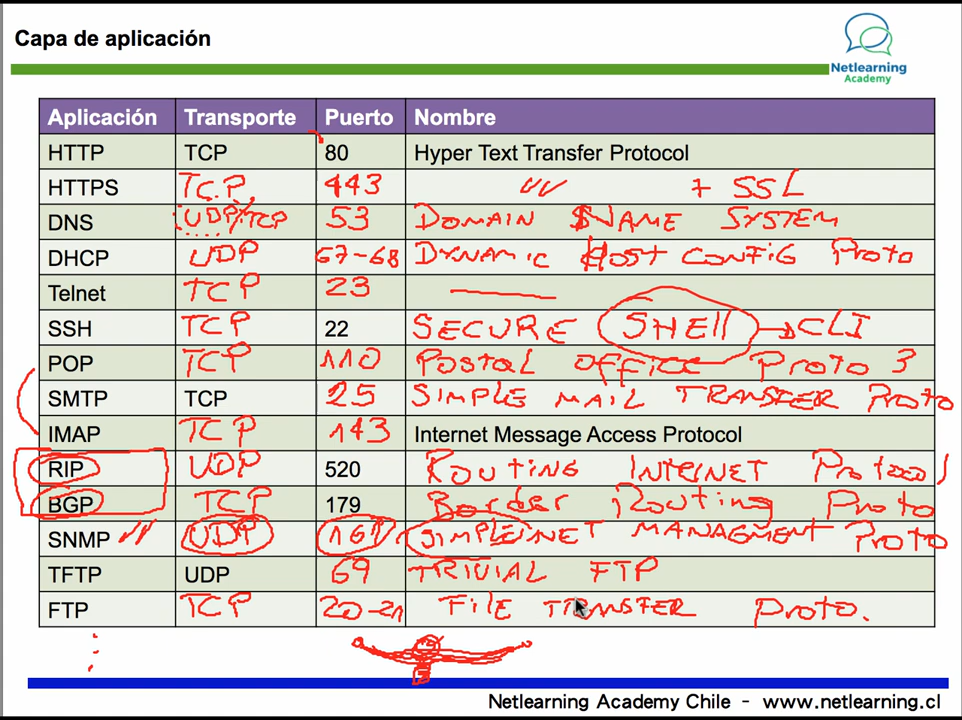 Capa de aplicación
Netlearning
Academy
Aplicación Transporte Puerto Nombre
HTTP TCP 80 Hyper Text Transfer Protocol
HTTPS TCP 443 〃 + SSL
DNS UDP/TCP 53 DOMAIN NAME SYSTEM
DHCP UDP 67-68 DYNAMIC HOST CONFIG Proto
Telnet TCP 23 —
SSH TCP 22 SECURE SHELL → CLI
POP TCP 110 POSTAL OFFICE Proto 3
SMTP TCP 25 SIMPLE MAIL TRANSFER Proto
IMAP TCP 143 Internet Message Access Protocol
RIP UDP 520 ROUTING INTERNET Protocol
BGP TCP 179 Border Routing Proto
SNMP UDP 161 SIMPLE NET MANAGMENT Proto
TFTP UDP 69 TRIVIAL FTP
FTP TCP 20-21 File TRANSFER Proto.
Netlearning Academy Chile - www.netlearning.cl